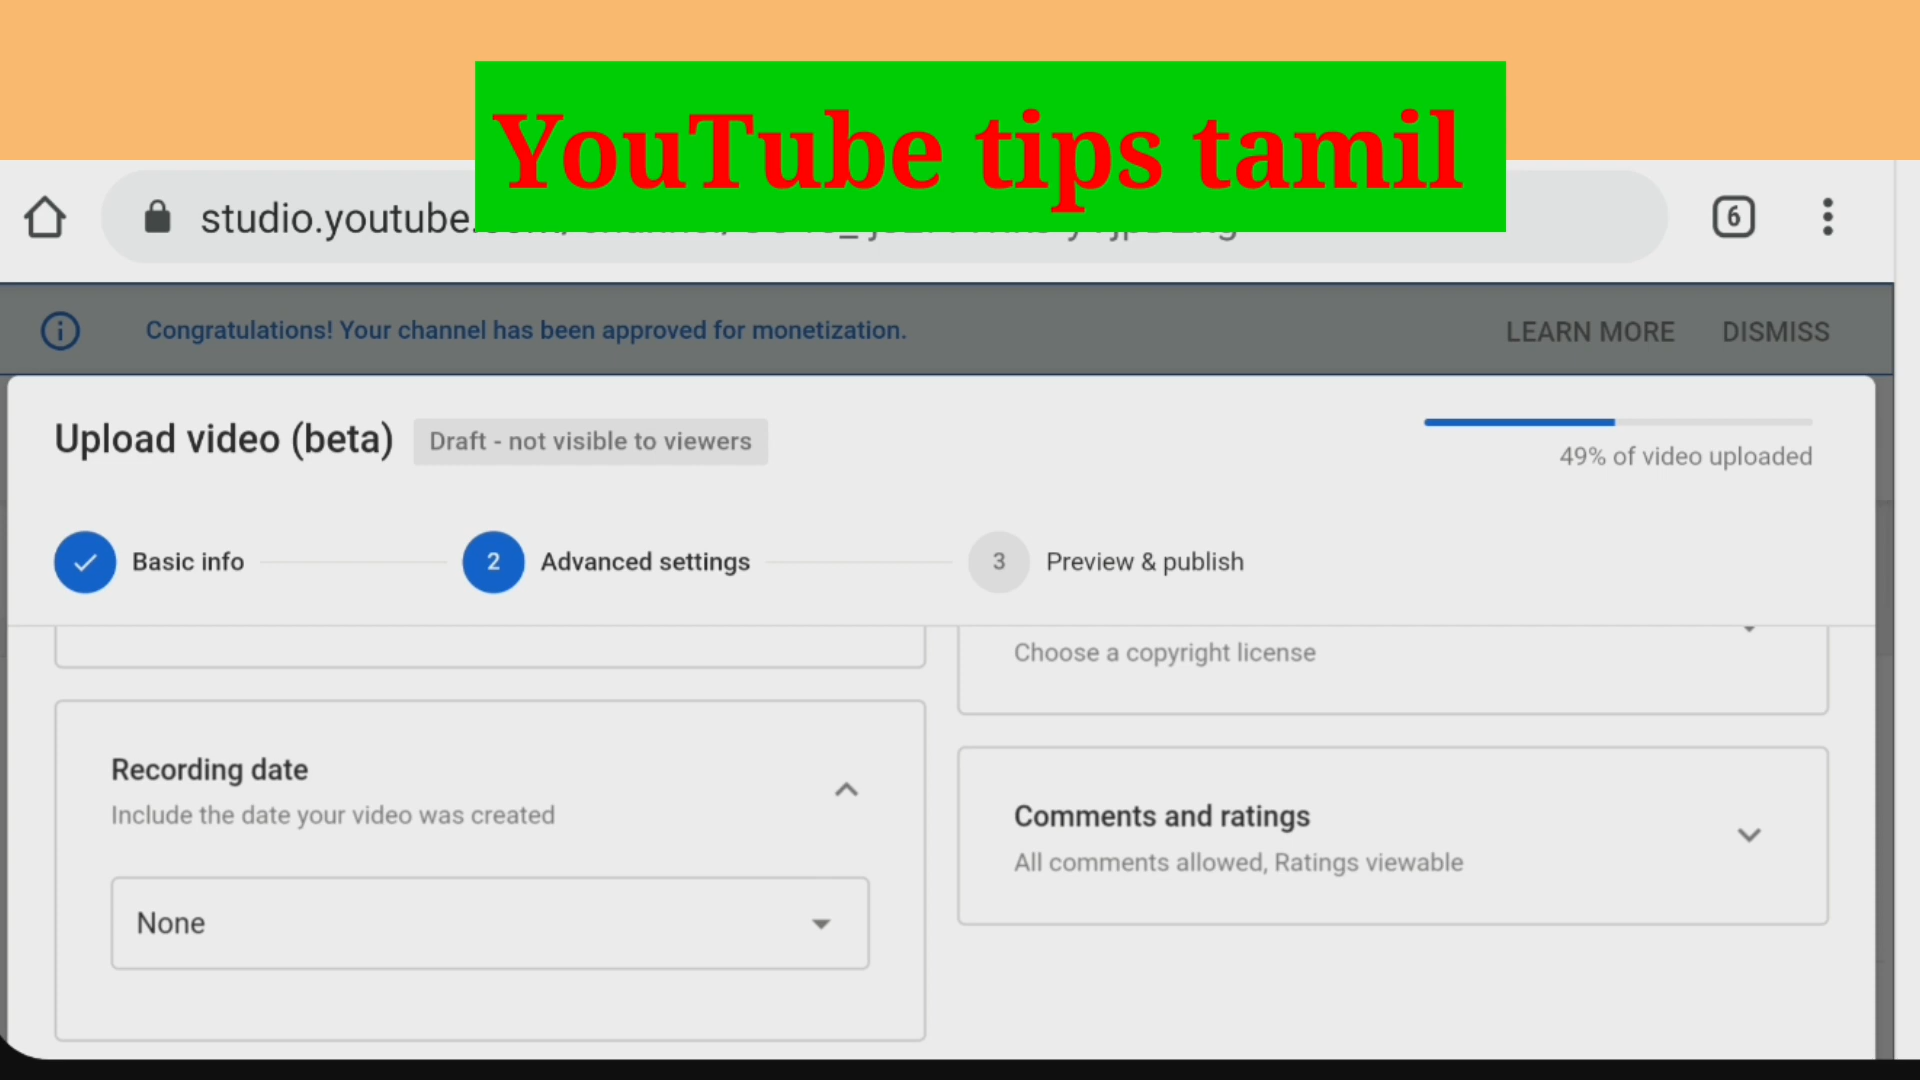 YouTube tips tamil
studio.youtube.
6
Congratulations! Your channel has been approved for monetization.
LEARN MORE
DISMISS
Upload video (beta)
Draft - not visible to viewers
49% of video uploaded
Basic info
2
Advanced settings
3
Preview & publish
Choose a copyright license
Recording date
Include the date your video was created
None
Comments and ratings
All comments allowed, Ratings viewable